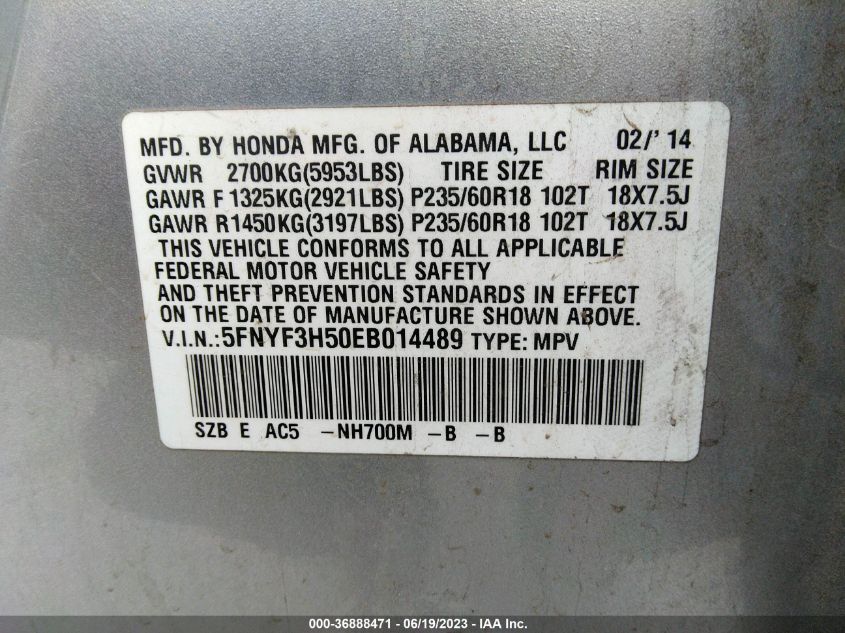 MFD. BY HONDA MFG. OF ALABAMA, LLC 02/' 14
GVWR 2700KG(5953LBS) TIRE SIZE RIM SIZE
GAWR F 1325KG(2921LBS) P235/60R18 102T 18X7.5J
GAWR R1450KG(3197LBS) P235/60R18 102T 18X7.5J
THIS VEHICLE CONFORMS TO ALL APPLICABLE
FEDERAL MOTOR VEHICLE SAFETY
AND THEFT PREVENTION STANDARDS IN EFFECT
ON THE DATE OF MANUFACTURE SHOWN ABOVE.
V.I.N.:5FNYF3H50EB014489 TYPE: MPV
SZB E AC5 -NH700M -B -B
000-36888471 - 06/19/2023 - IAA Inc.